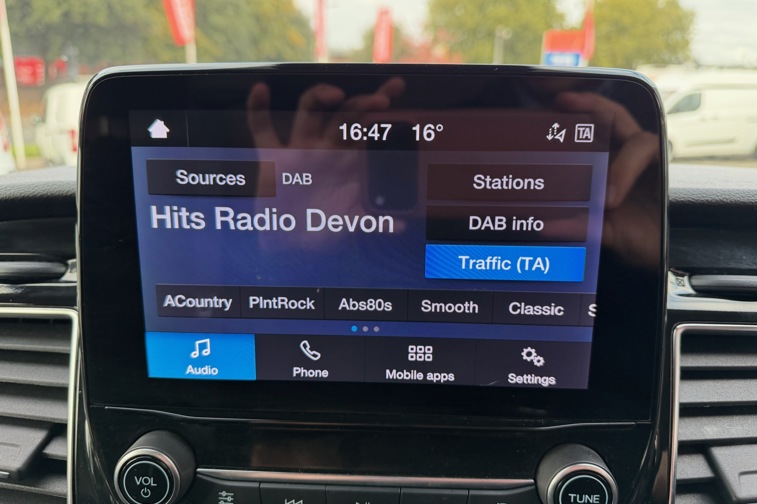 16:47 16° TA
Sources DAB Stations
Hits Radio Devon DAB info
Traffic (TA)
ACountry PlntRock Abs80s Smooth Classic S
Audio Phone Mobile apps Settings
VOL TUNE